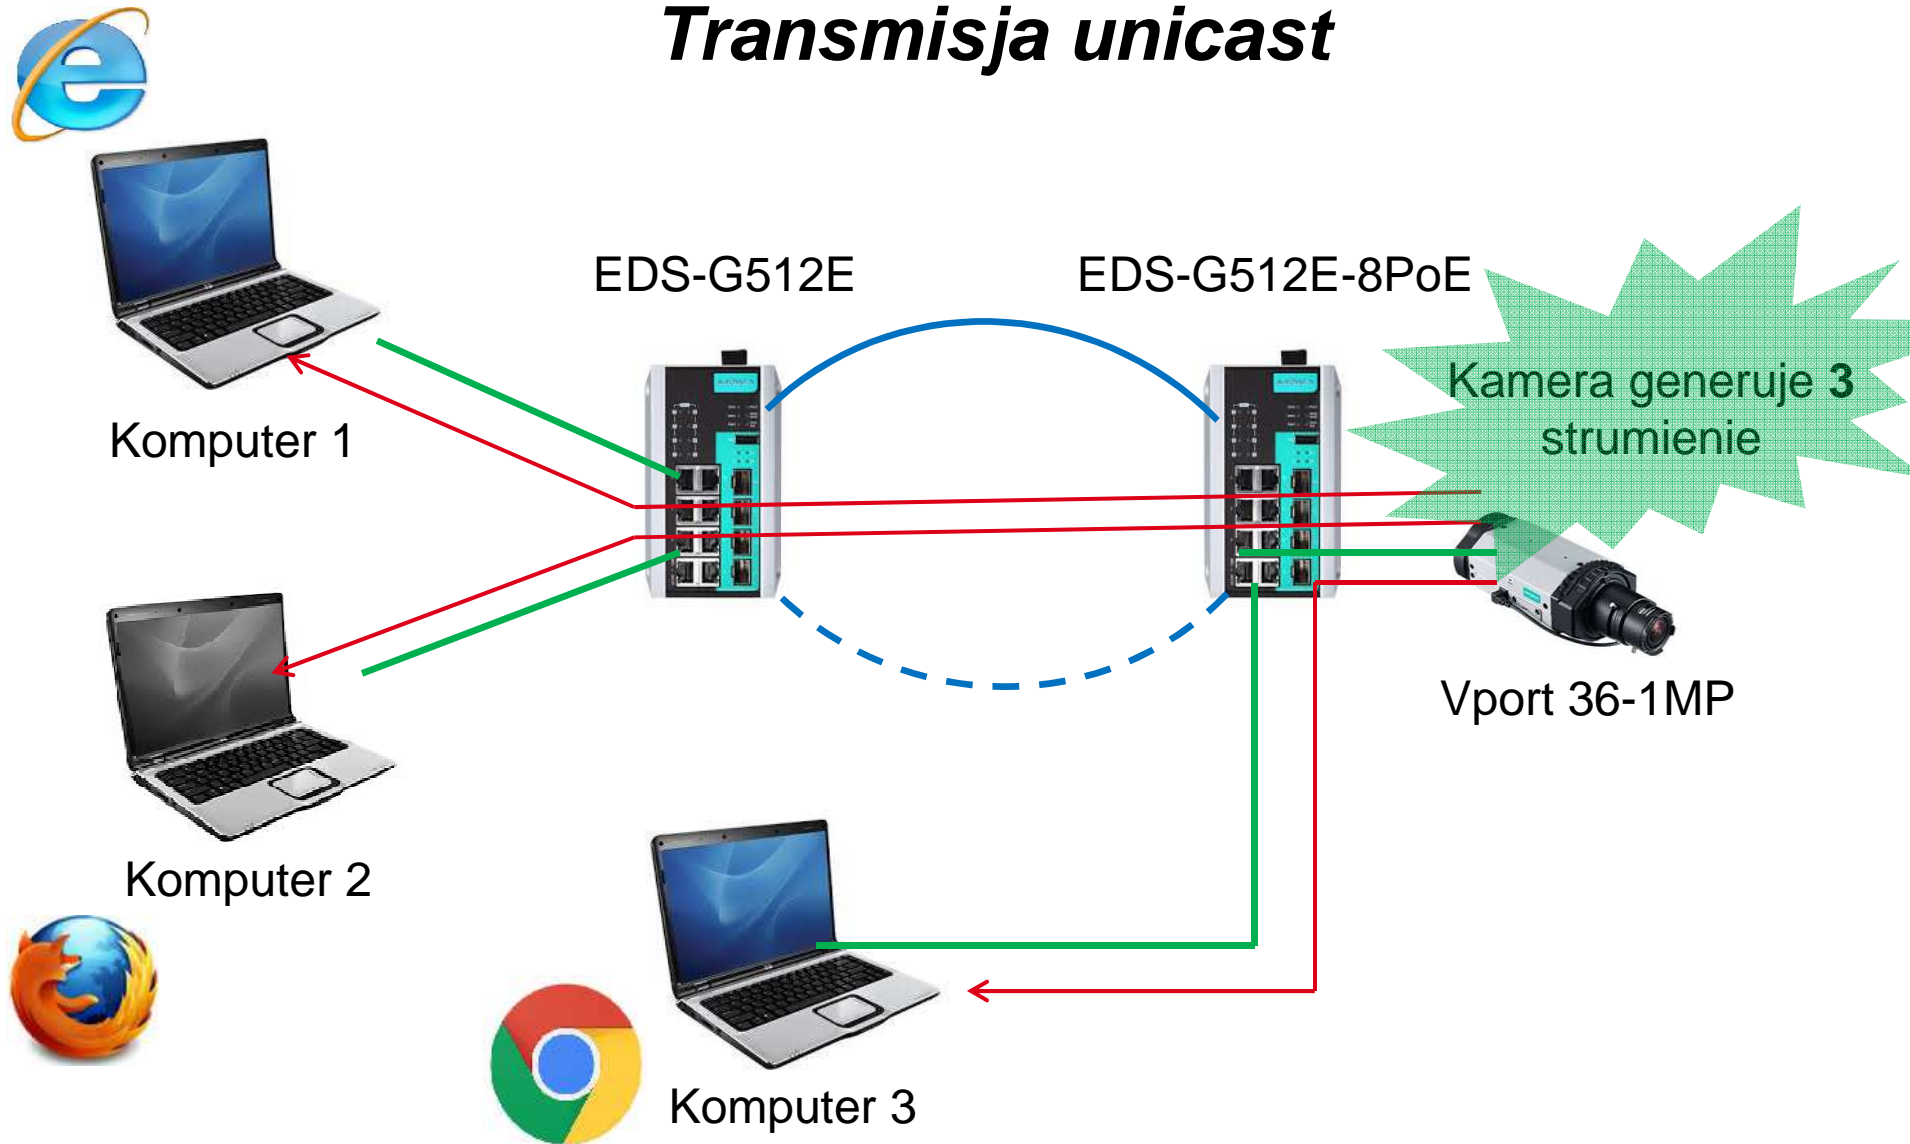 Transmisja unicast
EDS-G512E
EDS-G512E-8PoE
Kamera generuje 3
strumienie
Komputer 1
Vport 36-1MP
Komputer 2
Komputer 3